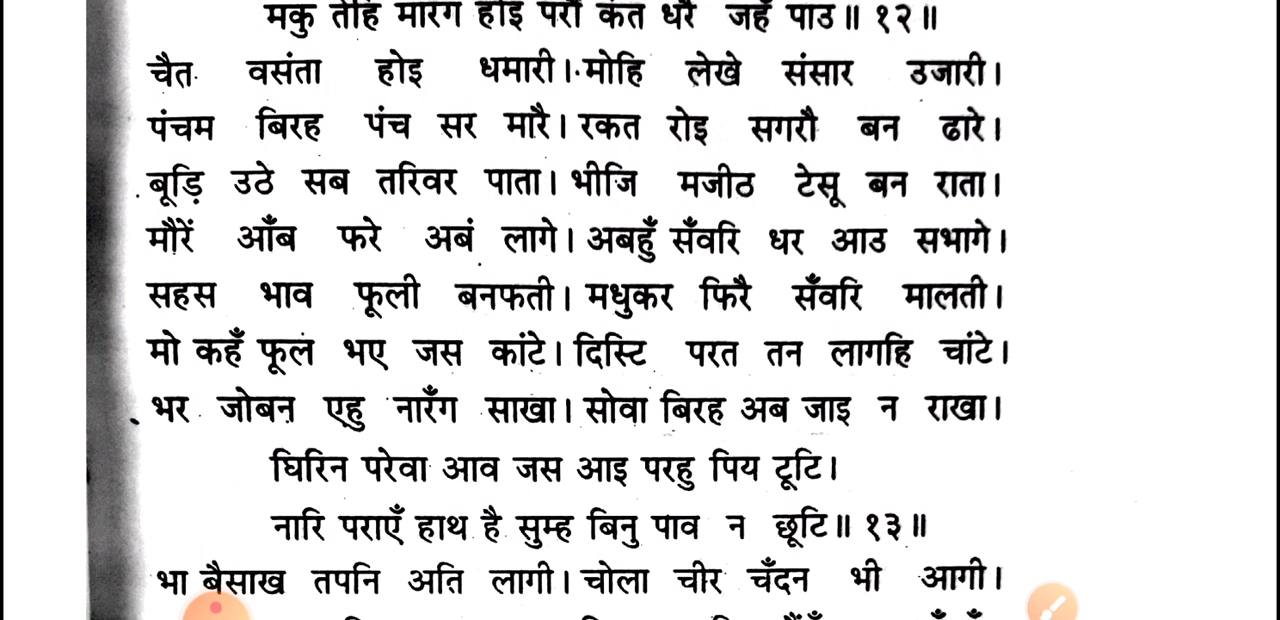 मकु तेहि मारग होइ परौं कंत धरै जहँ पाउ॥ १२॥
चैत वसंता होइ धमारी। मोहि लेखे संसार उजारी।
पंचम बिरह पंच सर मारै। रकत रोइ सगरौ बन ढारे।
बूड़ि उठे सब तरिवर पाता। भीजि मजीठ टेसू बन राता।
मौरें आँब फरे अबं लागे। अबहुँ सँवरि धर आउ सभागे।
सहस भाव फूली बनफती। मधुकर फिरै सँवरि मालती।
मो कहँ फूल भए जस कांटे। दिस्टि परत तन लागहि चांटे।
भर जोबन एहु नारँग साखा। सोवा बिरह अब जाइ न राखा।
घिरिन परेवा आव जस आइ परहु पिय टूटि।
नारि पराएँ हाथ है सुम्ह बिनु पाव न छूटि॥ १३॥
भा बैसाख तपनि अति लागी। चोला चीर चँदन भी आगी।